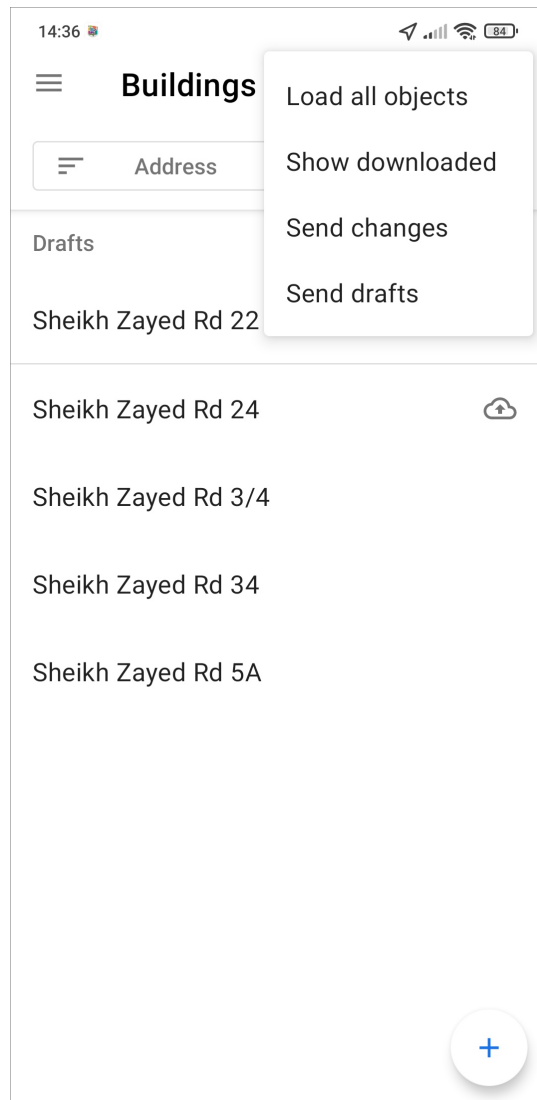 14:36
84
Buildings
Load all objects
Show downloaded
Send changes
Send drafts
Address
Drafts
Sheikh Zayed Rd 22
Sheikh Zayed Rd 24
Sheikh Zayed Rd 3/4
Sheikh Zayed Rd 34
Sheikh Zayed Rd 5A